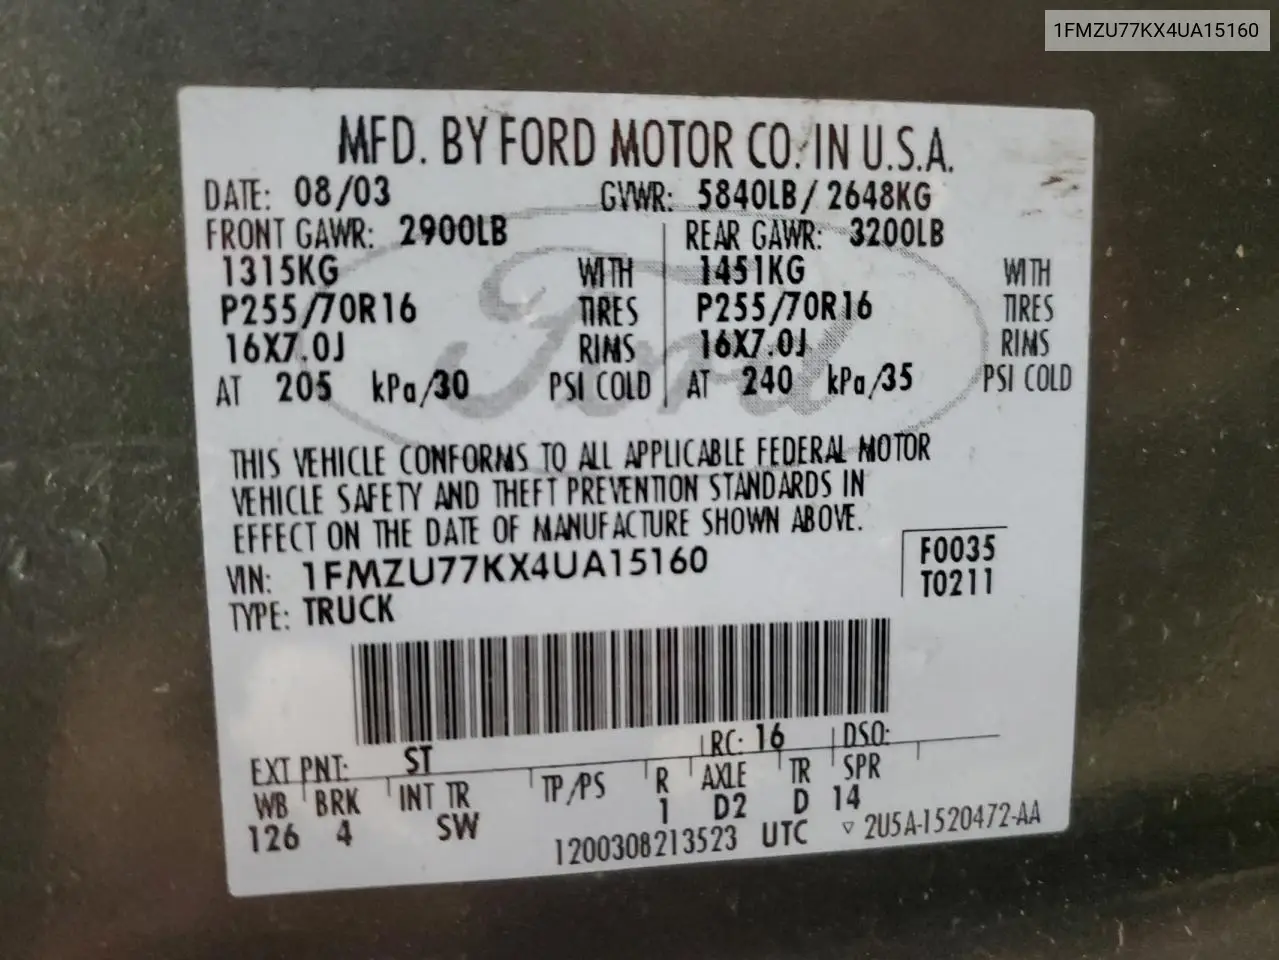 1FMZU77KX4UA15160
MFD. BY FORD MOTOR CO. IN U.S.A.
DATE: 08/03 GVWR: 5840LB/ 2648KG
FRONT GAWR: 2900LB REAR GAWR: 3200LB
1315KG WITH 1451KG WITH
P255/70R16 TIRES P255/70R16 TIRES
16X7.0J RIMS 16X7.0J RIMS
AT 205 kPa/30 PSI COLD AT 240 kPa/35 PSI COLD
Ford
THIS VEHICLE CONFORMS TO ALL APPLICABLE FEDERAL MOTOR
VEHICLE SAFETY AND THEFT PREVENTION STANDARDS IN
EFFECT ON THE DATE OF MANUFACTURE SHOWN ABOVE.
VIN: 1FMZU77KX4UA15160 F0035
TYPE: TRUCK T0211
EXT PNT: ST RC: 16 DSO:
WB BRK INT TR TP/PS R AXLE TR SPR
126 4 SW 1 D2 D 14
1200308213523 UTC ▽ 2U5A-1520472-AA